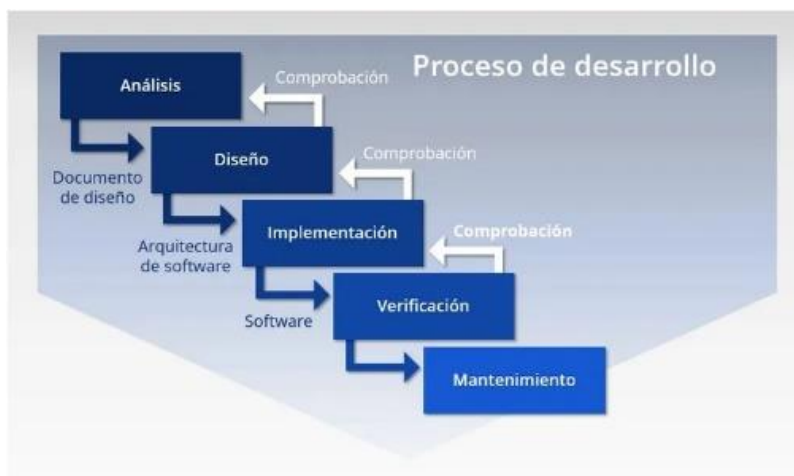 Proceso de desarrollo
Análisis
Comprobación
Documento
de diseño
Diseño
Comprobación
Arquitectura
de software
Implementación
Comprobación
Software
Verificación
Mantenimiento